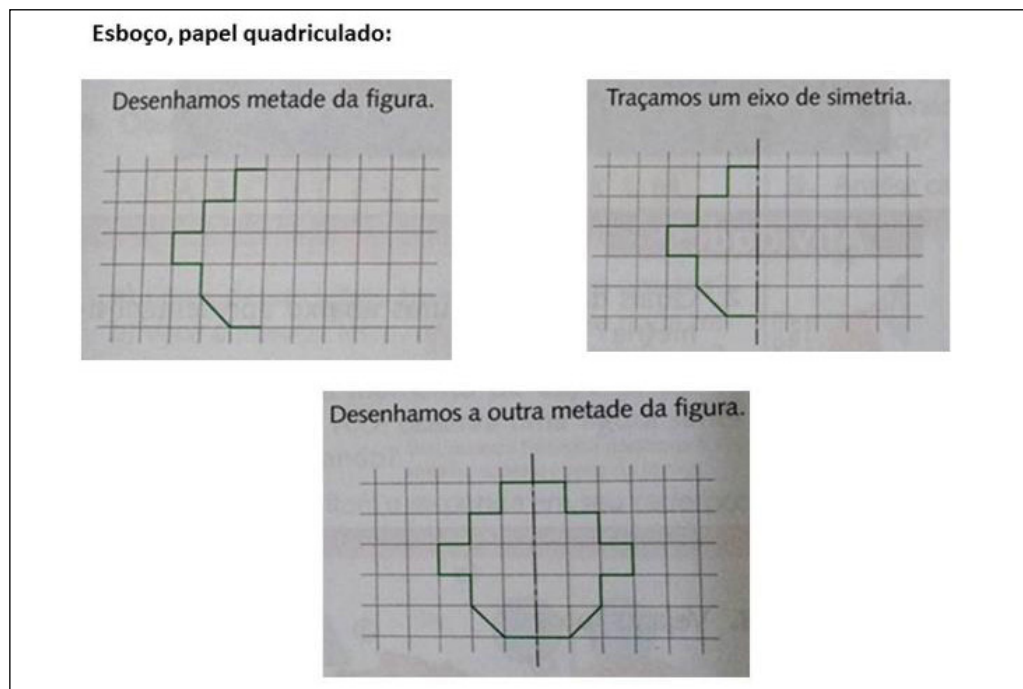 Esboço, papel quadriculado:
Desenhamos metade da figura.
Traçamos um eixo de simetria.
Desenhamos a outra metade da figura.